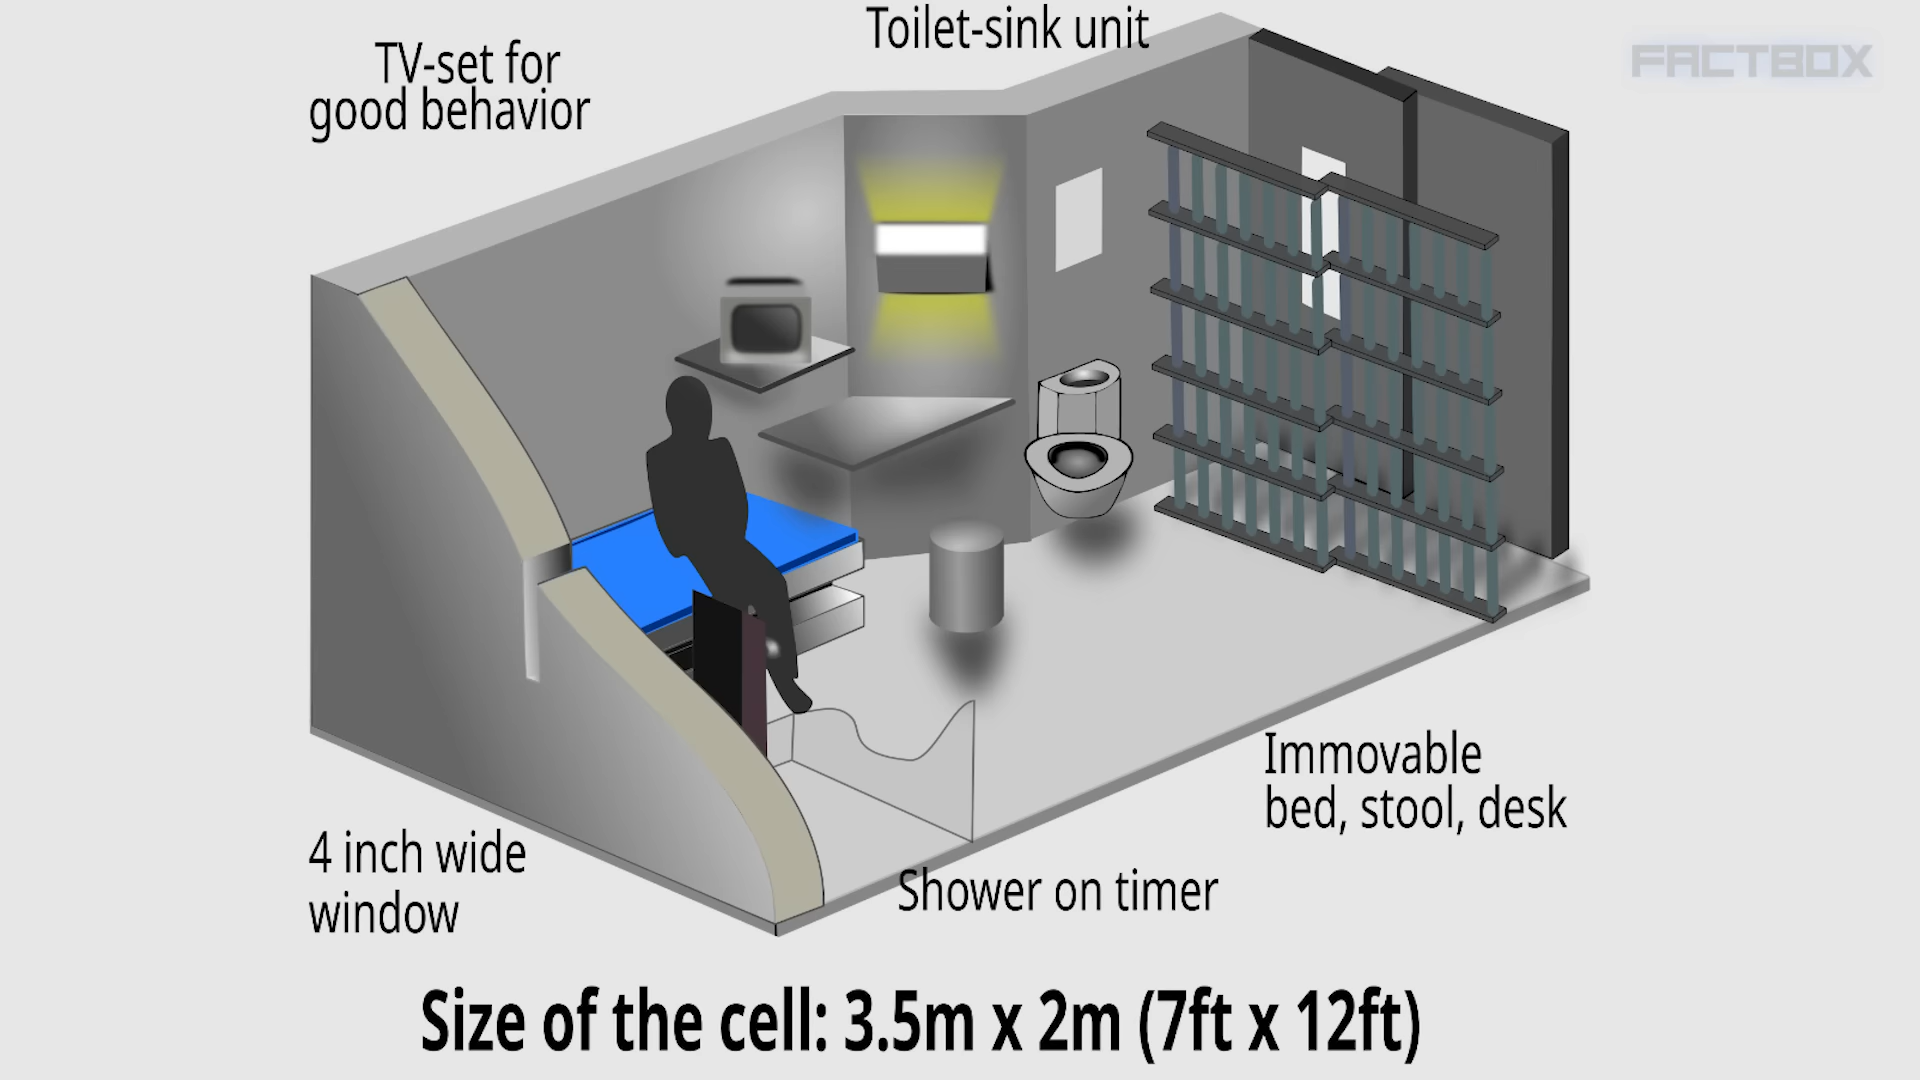 Toilet-sink unit
TV-set for
good behavior
FACTBOX
Immovable
bed, stool, desk
4 inch wide
window
Shower on timer
Size of the cell: 3.5m x 2m (7ft x 12ft)